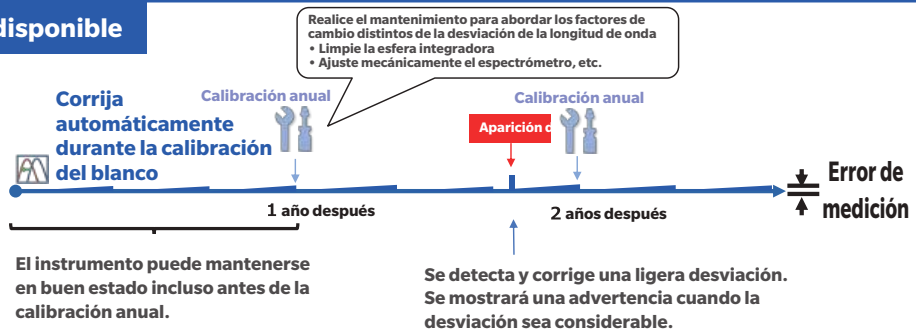 disponible
Realice el mantenimiento para abordar los factores de
cambio distintos de la desviación de la longitud de onda
• Limpie la esfera integradora
• Ajuste mecánicamente el espectrómetro, etc.
Corrija
automáticamente
durante la calibración
del blanco
Calibración anual
Calibración anual
Aparición d
1 año después
2 años después
Error de
medición
El instrumento puede mantenerse
en buen estado incluso antes de la
calibración anual.
Se detecta y corrige una ligera desviación.
Se mostrará una advertencia cuando la
desviación sea considerable.